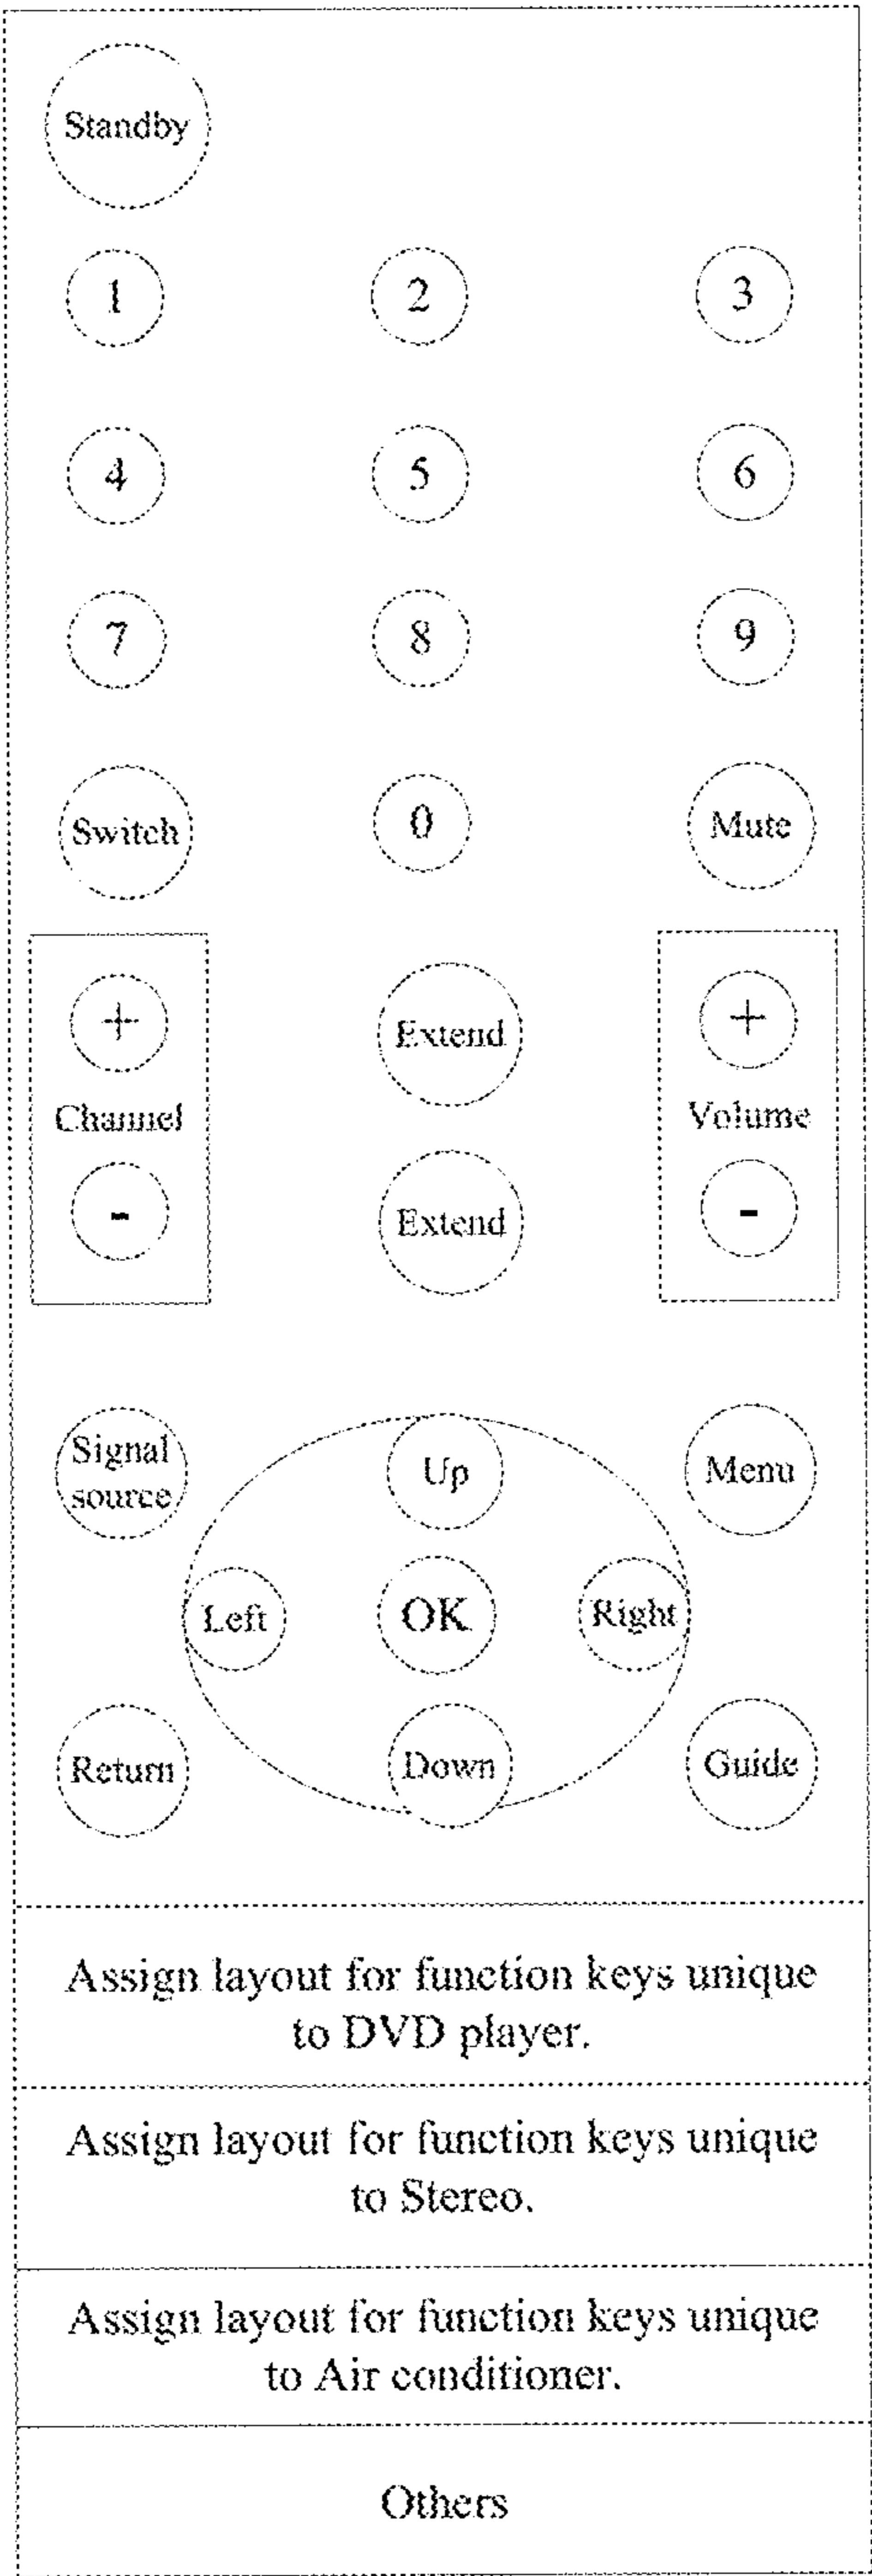 Standby
1 2 3
4 5 6
7 8 9
Switch 0 Mute
+ Extend +
Channel Volume
- Extend -
Signal
source
Up Menu
Left OK Right
Return Down Guide
Assign layout for function keys unique
to DVD player.
Assign layout for function keys unique
to Stereo.
Assign layout for function keys unique
to Air conditioner.
Others